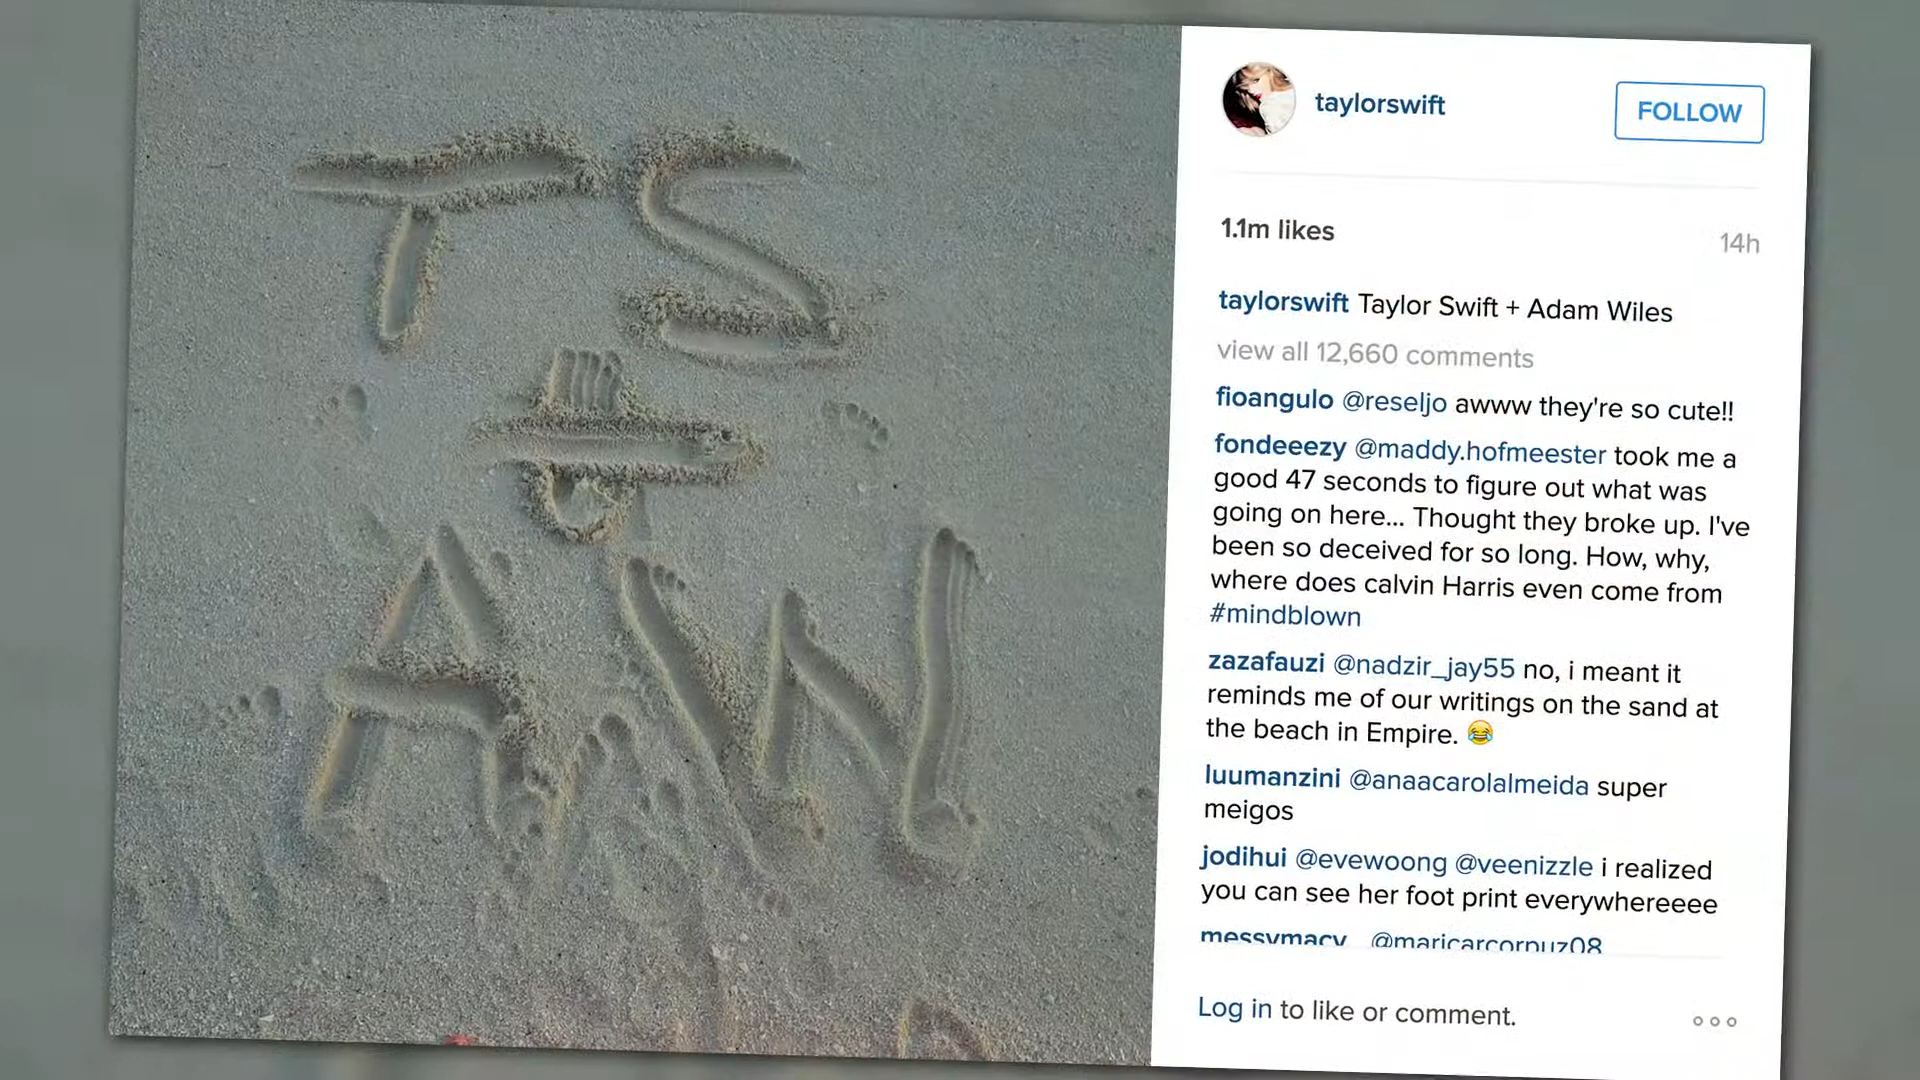 TS
+
AW
taylorswift
FOLLOW
1.1m likes
14h
taylorswift Taylor Swift + Adam Wiles
view all 12,660 comments
fioangulo @reseljo awww they're so cute!!
fondeeezy @maddy.hofmeester took me a
good 47 seconds to figure out what was
going on here... Thought they broke up. I've
been so deceived for so long. How, why,
where does calvin Harris even come from
#mindblown
zazafauzi @nadzir_jay55 no, i meant it
reminds me of our writings on the sand at
the beach in Empire. 😂
luumanzini @anaacarolalmeida super
meigos
jodihui @evewoong @veenizzle i realized
you can see her foot print everywhereeee
@maricarcorpuz08
Log in to like or comment.